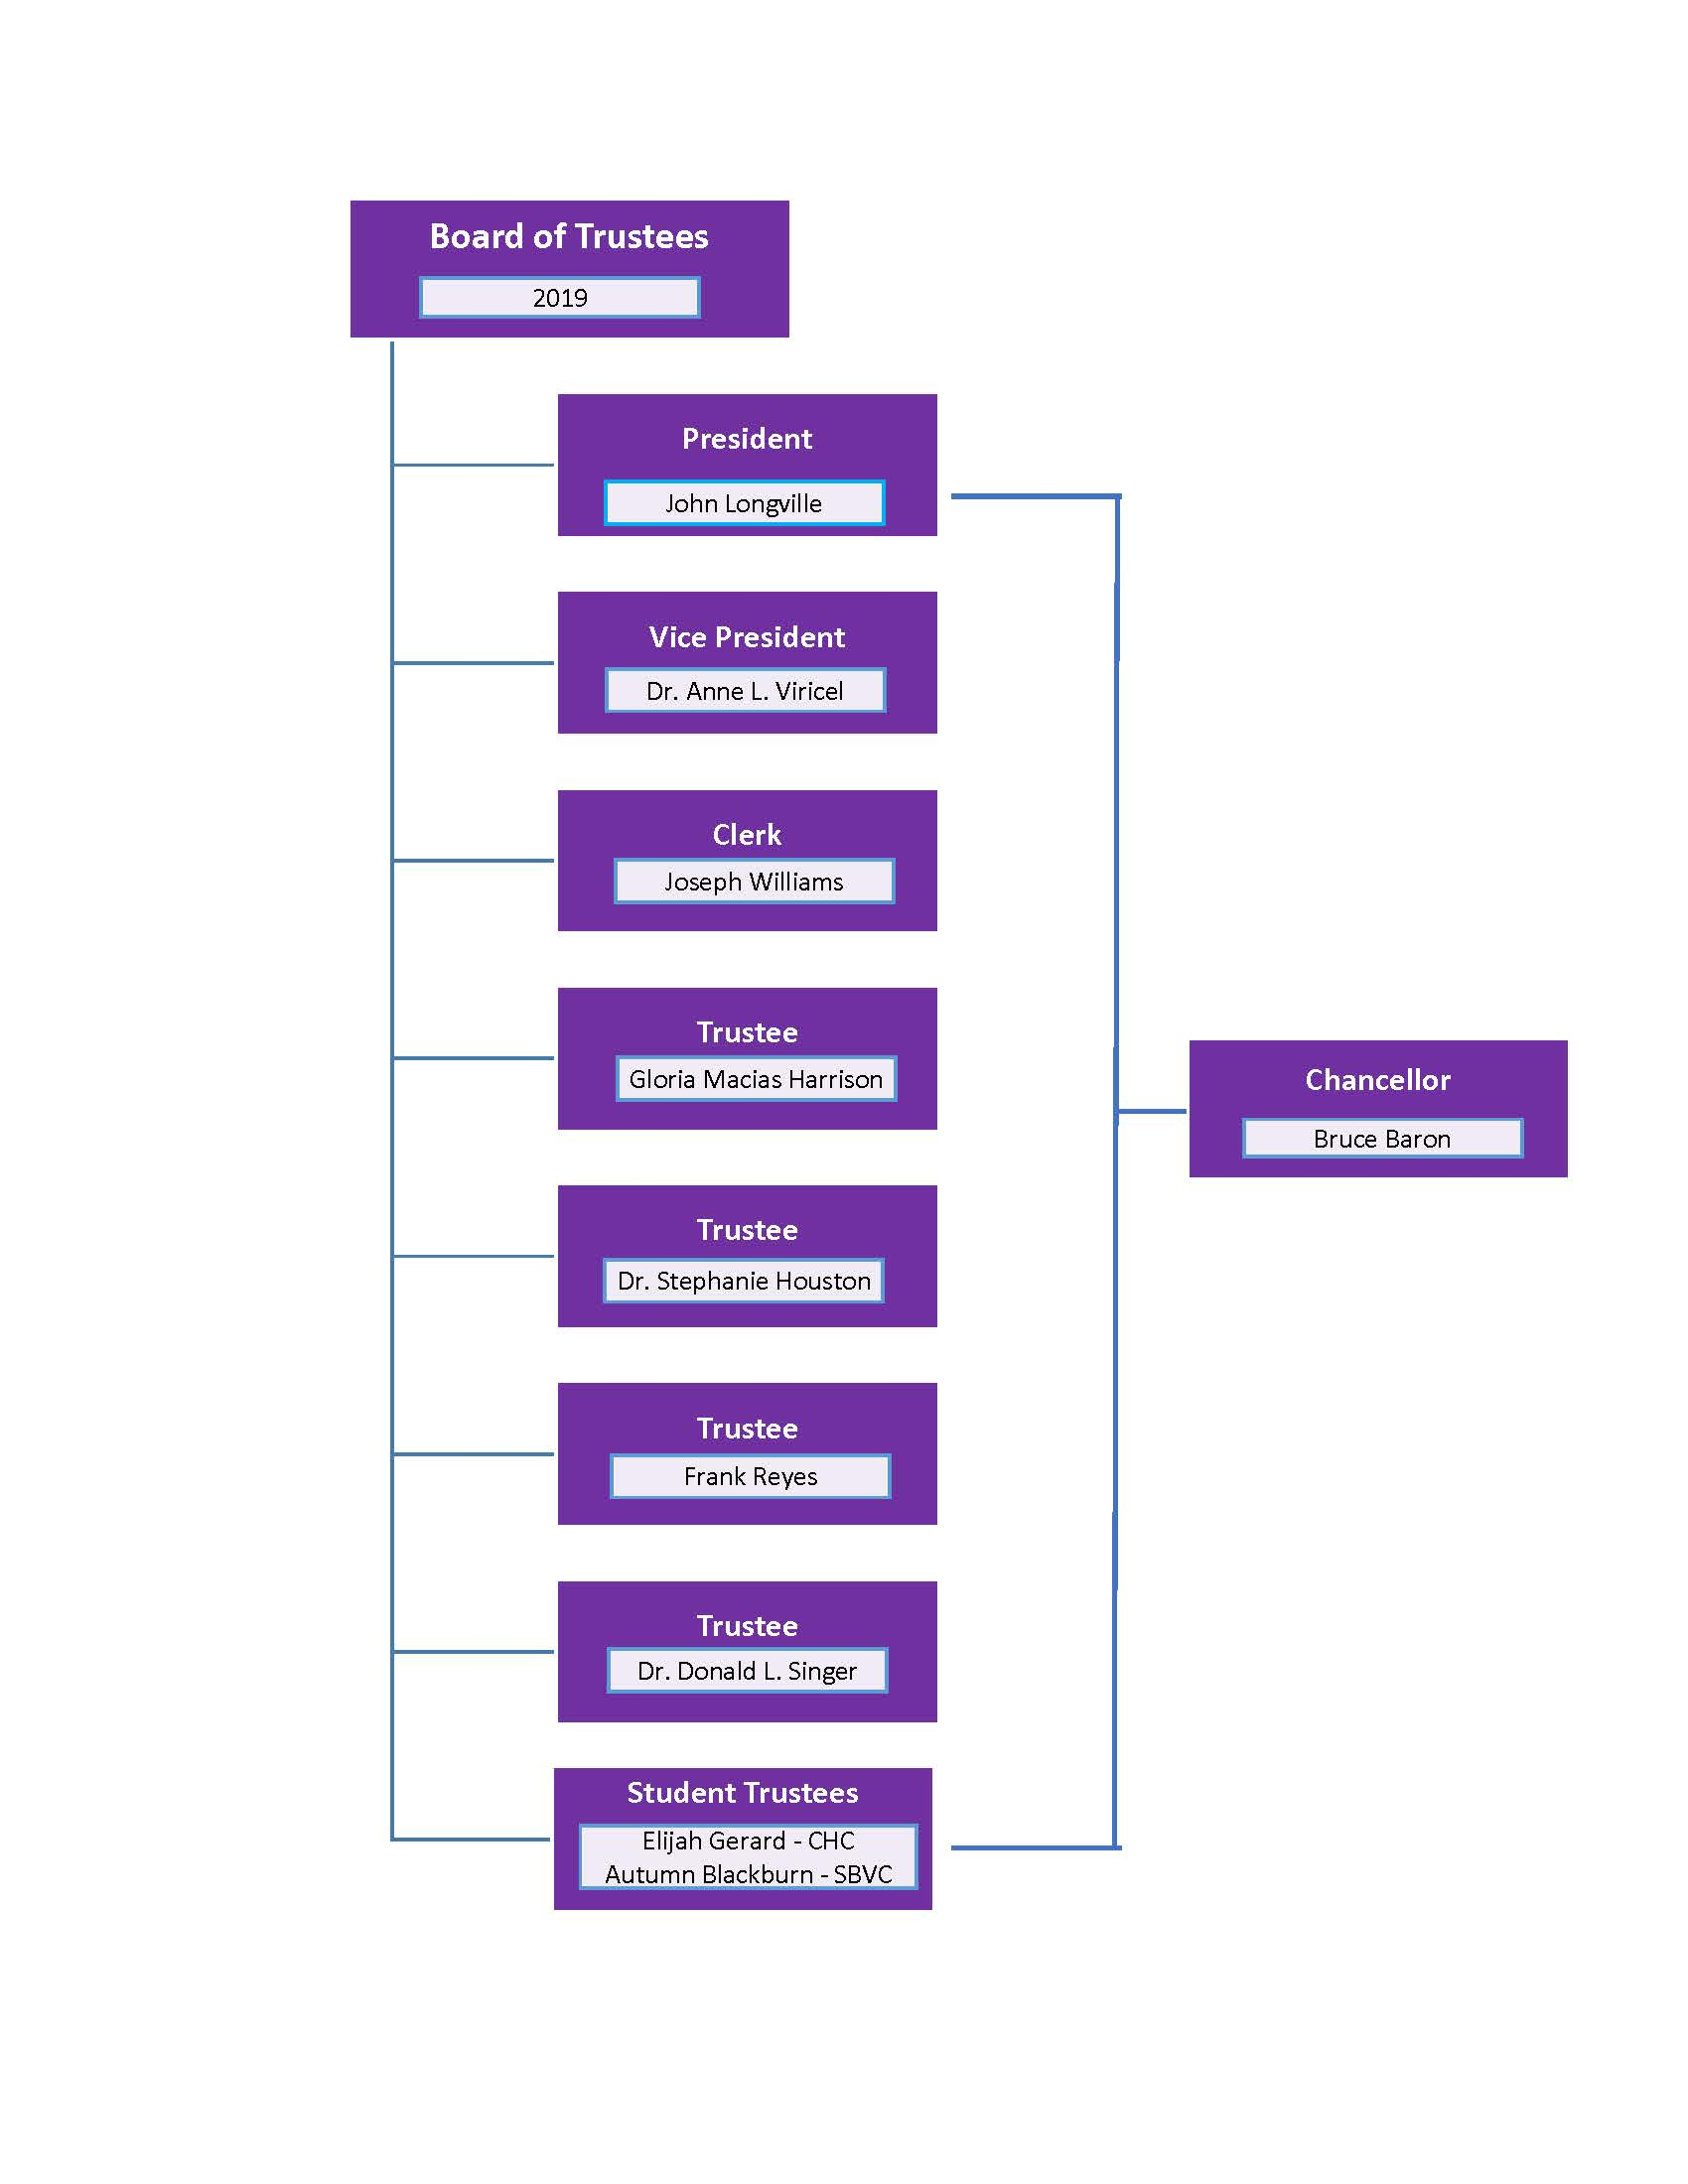 Board of Trustees
2019
President
John Longville
Vice President
Dr. Anne L. Viricel
Clerk
Joseph Williams
Trustee
Gloria Macias Harrison
Chancellor
Bruce Baron
Trustee
Dr. Stephanie Houston
Trustee
Frank Reyes
Trustee
Dr. Donald L. Singer
Student Trustees
Elijah Gerard - CHC
Autumn Blackburn - SBVC